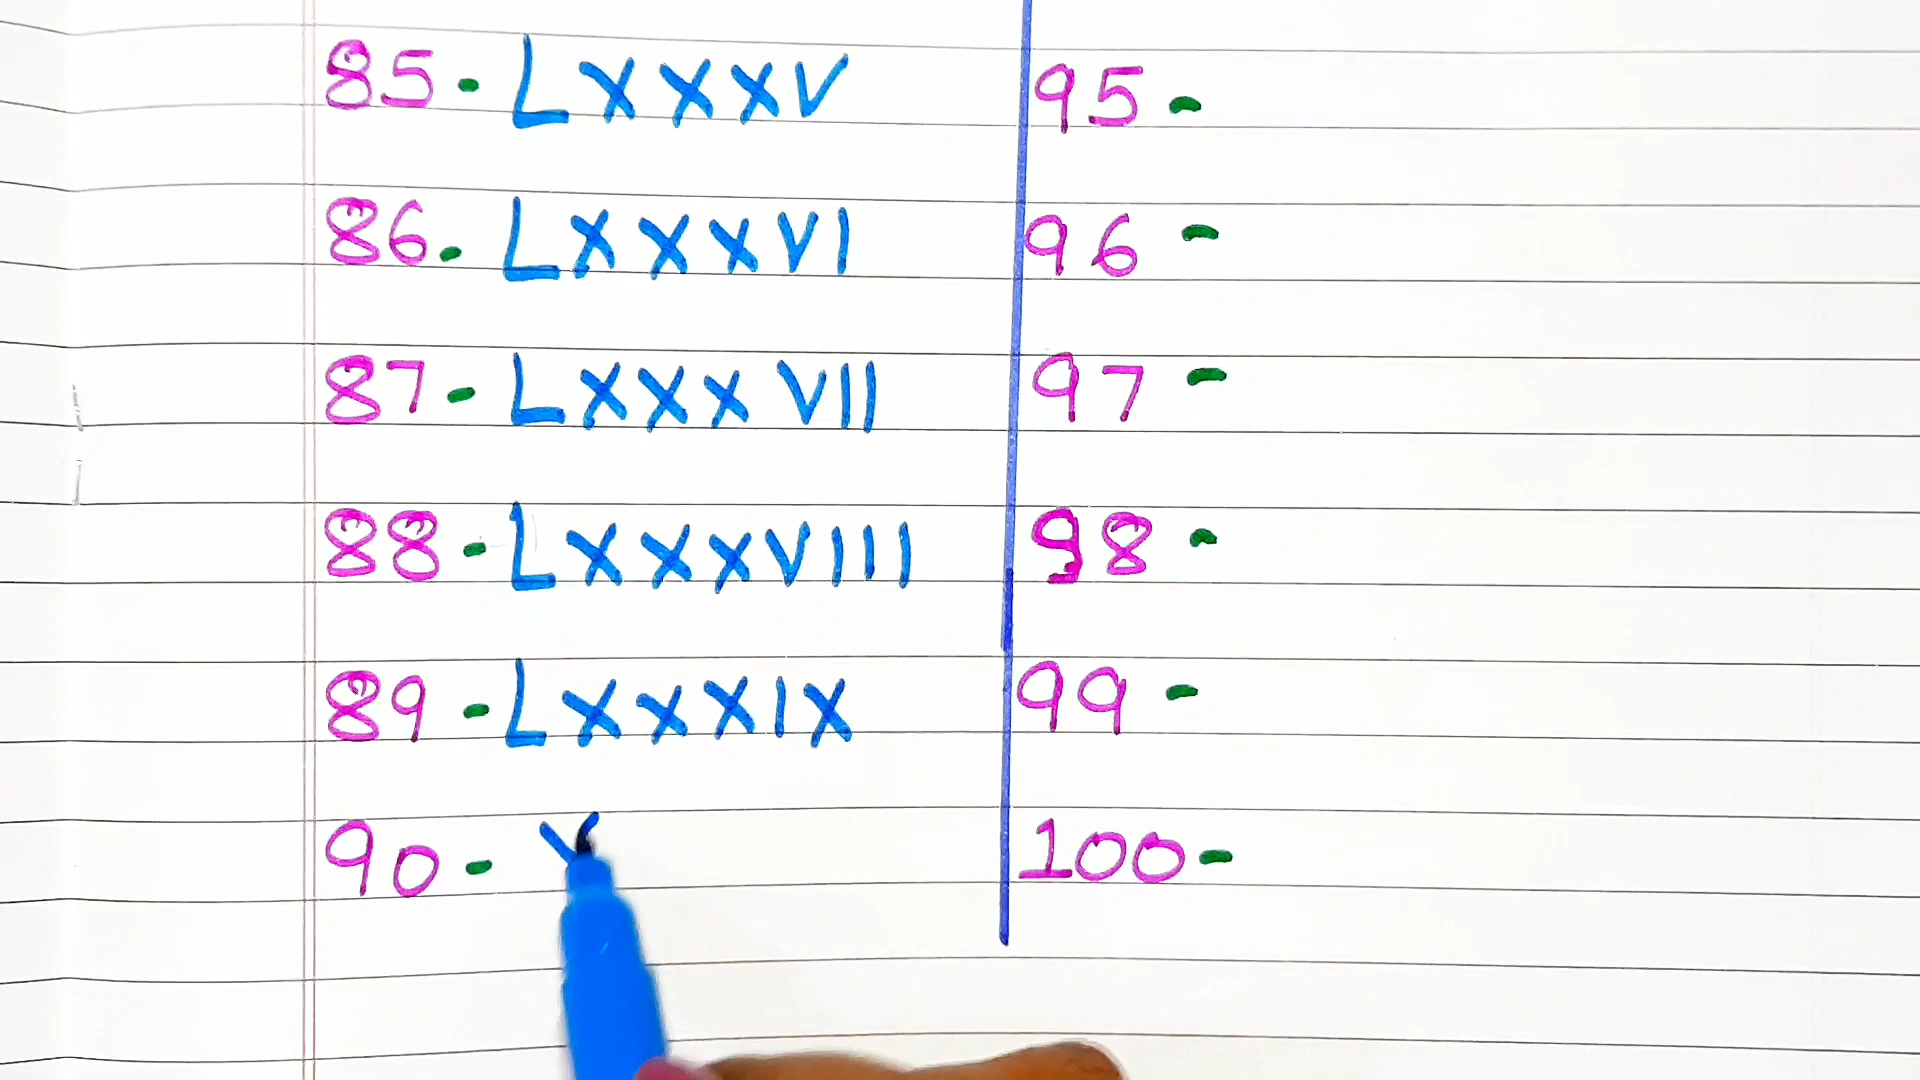 85 - LXXXV
86 - LXXXVI
87 - LXXXVII
88 - LXXXVIII
89 - LXXXIX
90 -
95 -
96 -
97 -
98 -
99 -
100 -